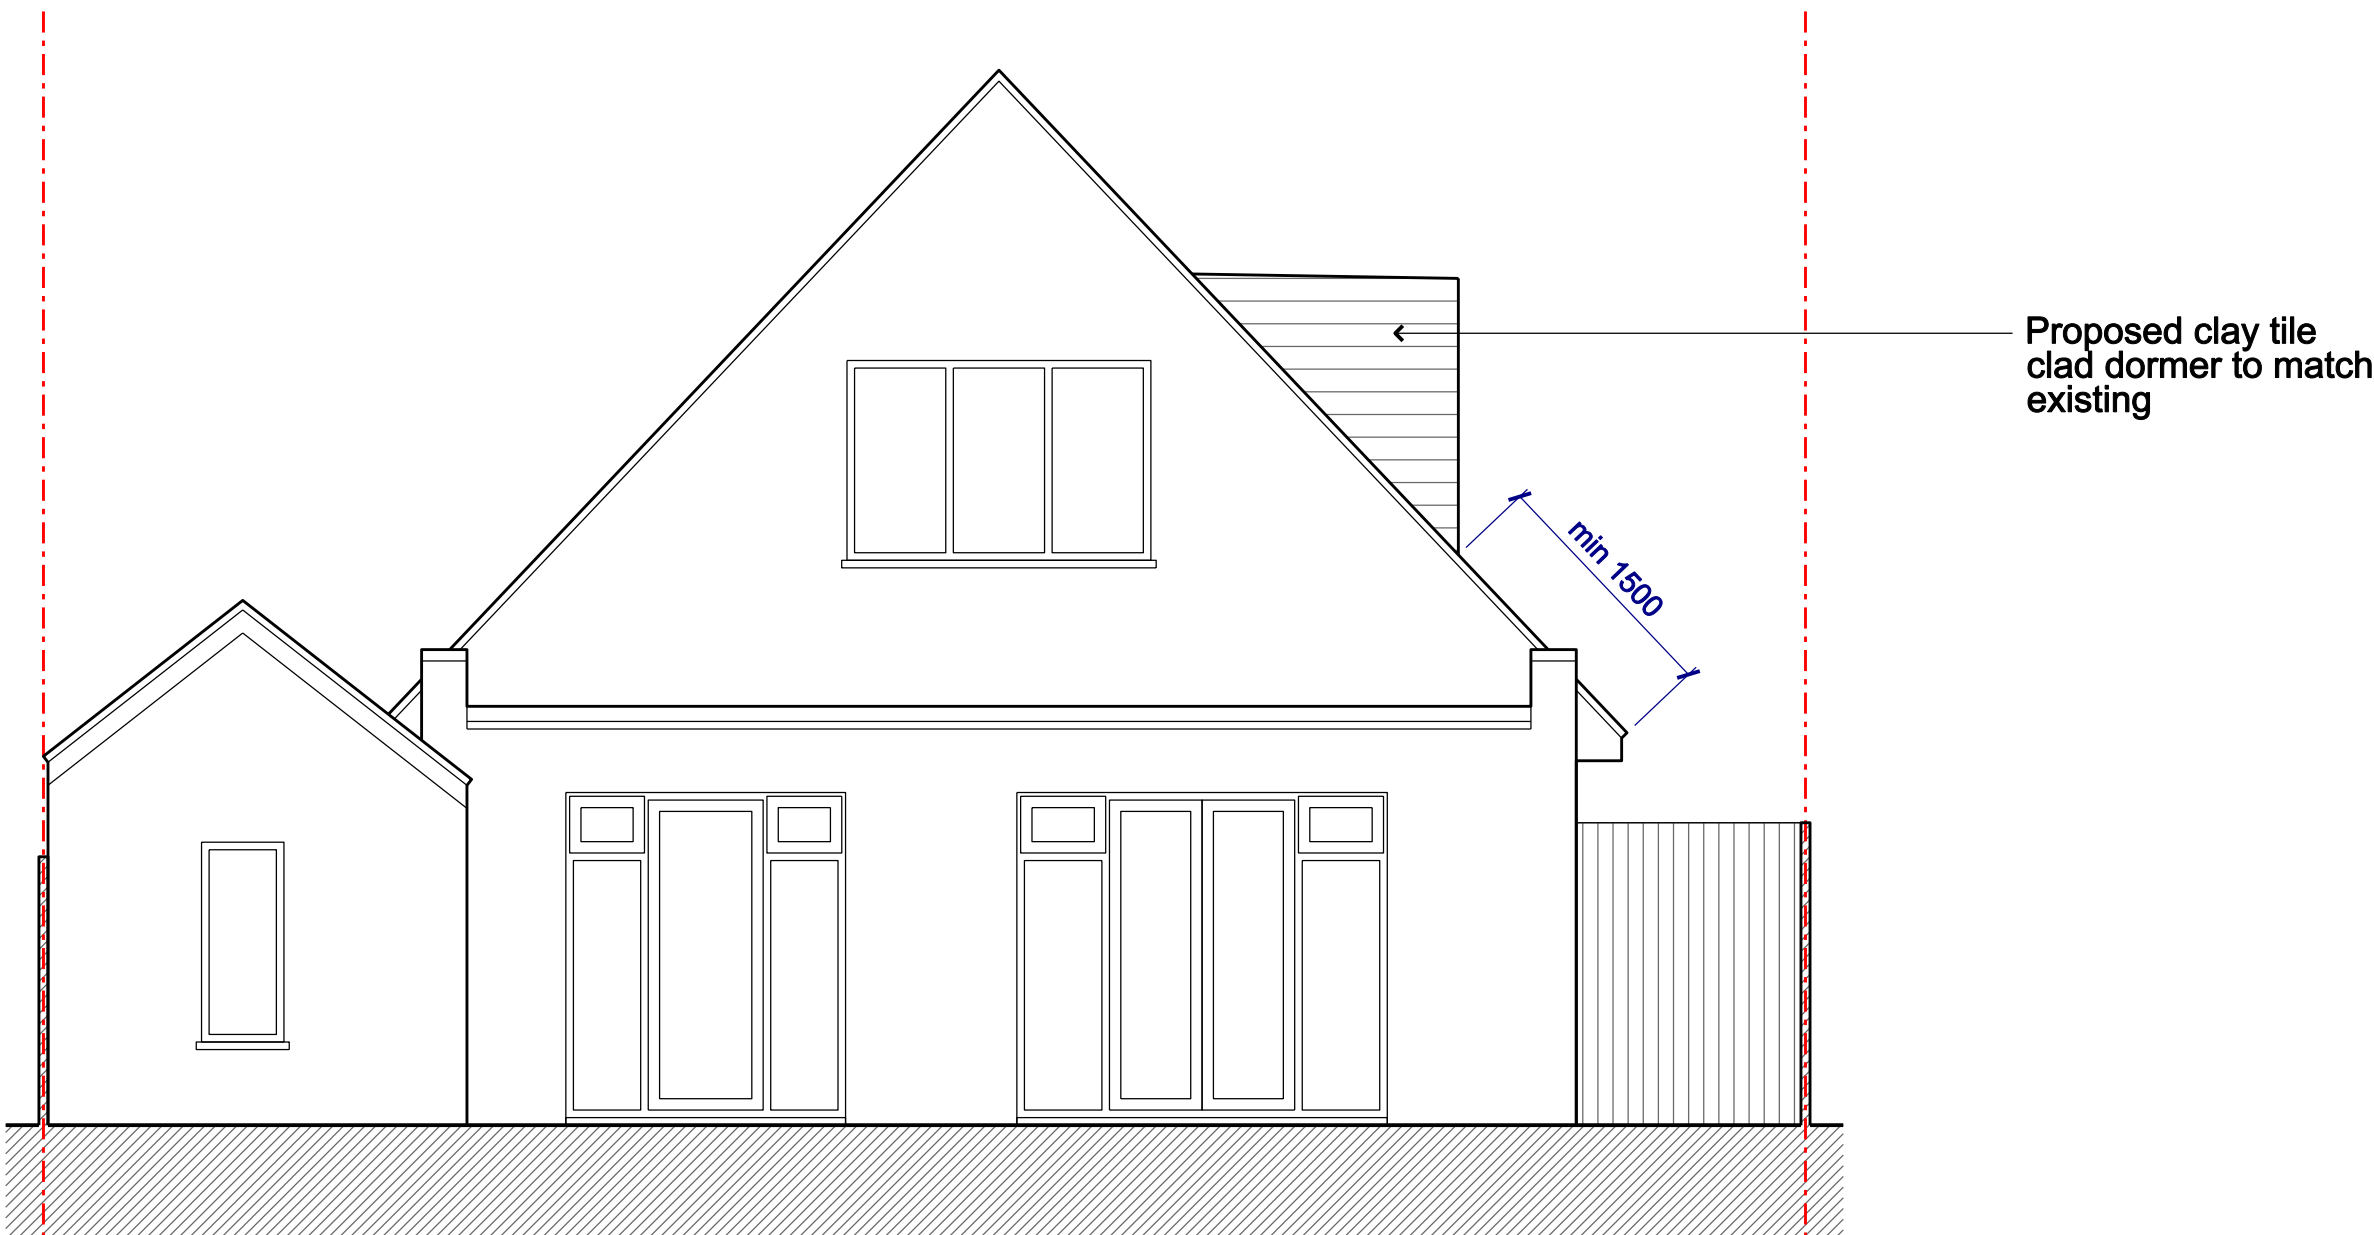 Proposed clay tile
clad dormer to match
existing
min 1500